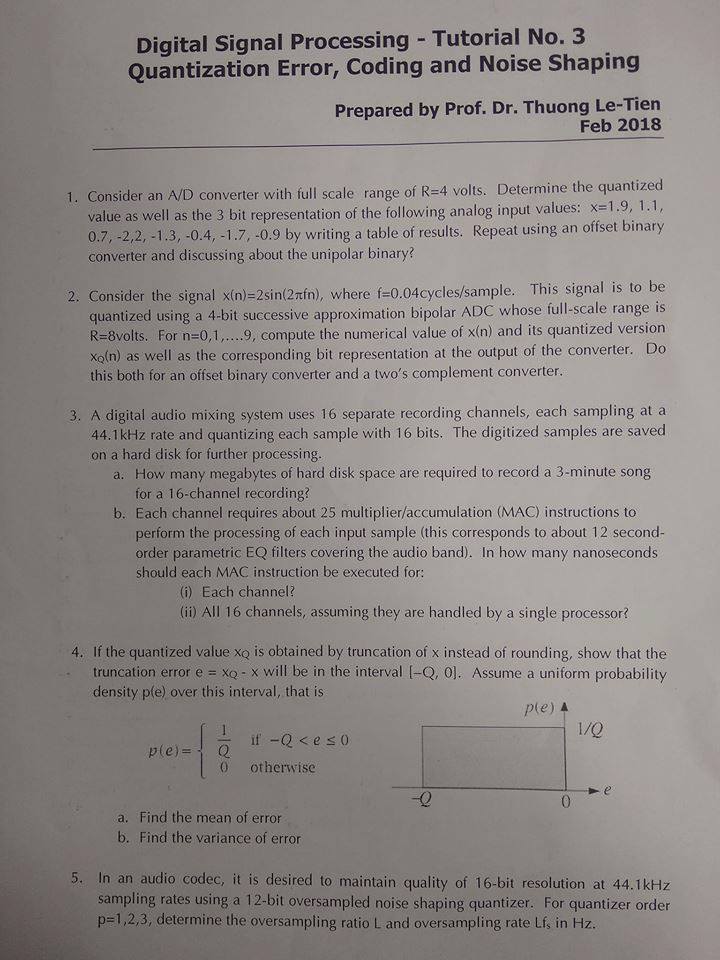 Digital Signal Processing - Tutorial No. 3
Quantization Error, Coding and Noise Shaping
Prepared by Prof. Dr. Thuong Le-Tien
Feb 2018
1. Consider an A/D converter with full scale range of R=4 volts. Determine the quantized
value as well as the 3 bit representation of the following analog input values: x=1.9, 1.1,
0.7, -2,2, -1.3, -0.4, -1.7, -0.9 by writing a table of results. Repeat using an offset binary
converter and discussing about the unipolar binary?
2. Consider the signal x(n)=2sin(2πfn), where f=0.04cycles/sample. This signal is to be
quantized using a 4-bit successive approximation bipolar ADC whose full-scale range is
R=8volts. For n=0,1,....9, compute the numerical value of x(n) and its quantized version
xQ(n) as well as the corresponding bit representation at the output of the converter. Do
this both for an offset binary converter and a two's complement converter.
3. A digital audio mixing system uses 16 separate recording channels, each sampling at a
44.1kHz rate and quantizing each sample with 16 bits. The digitized samples are saved
on a hard disk for further processing.
a. How many megabytes of hard disk space are required to record a 3-minute song
for a 16-channel recording?
b. Each channel requires about 25 multiplier/accumulation (MAC) instructions to
perform the processing of each input sample (this corresponds to about 12 second-
order parametric EQ filters covering the audio band). In how many nanoseconds
should each MAC instruction be executed for:
(i) Each channel?
(ii) All 16 channels, assuming they are handled by a single processor?
4. If the quantized value xQ is obtained by truncation of x instead of rounding, show that the
truncation error e = xQ - x will be in the interval [-Q, 0]. Assume a uniform probability
density p(e) over this interval, that is
p(e)= { 1/Q if -Q < e ≤ 0
0 otherwise
p(e)
1/Q
-Q 0 e
a. Find the mean of error
b. Find the variance of error
5. In an audio codec, it is desired to maintain quality of 16-bit resolution at 44.1kHz
sampling rates using a 12-bit oversampled noise shaping quantizer. For quantizer order
p=1,2,3, determine the oversampling ratio L and oversampling rate Lfs in Hz.